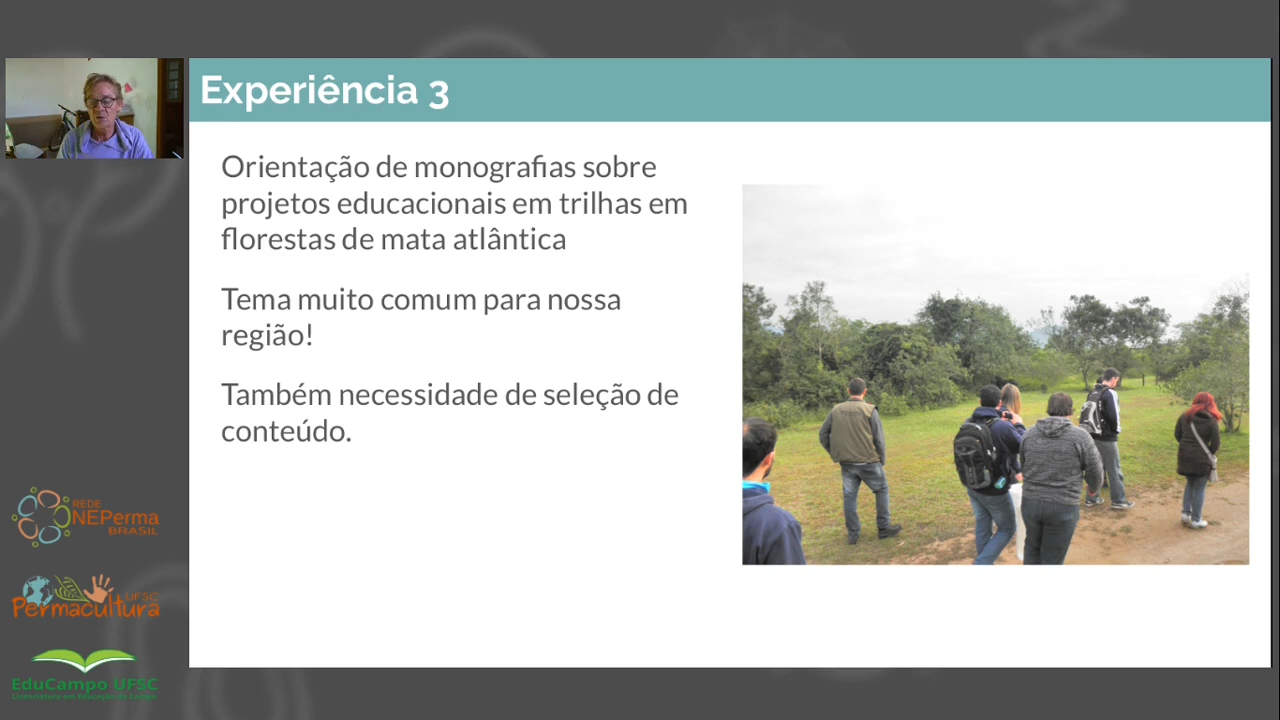 Experiência 3
Orientação de monografias sobre
projetos educacionais em trilhas em
florestas de mata atlântica
Tema muito comum para nossa
região!
Também necessidade de seleção de
conteúdo.
REDE
NEPerma
BRASIL
UFSC
Permacultura
EduCampo UFSC
Licenciatura em Educação do Campo